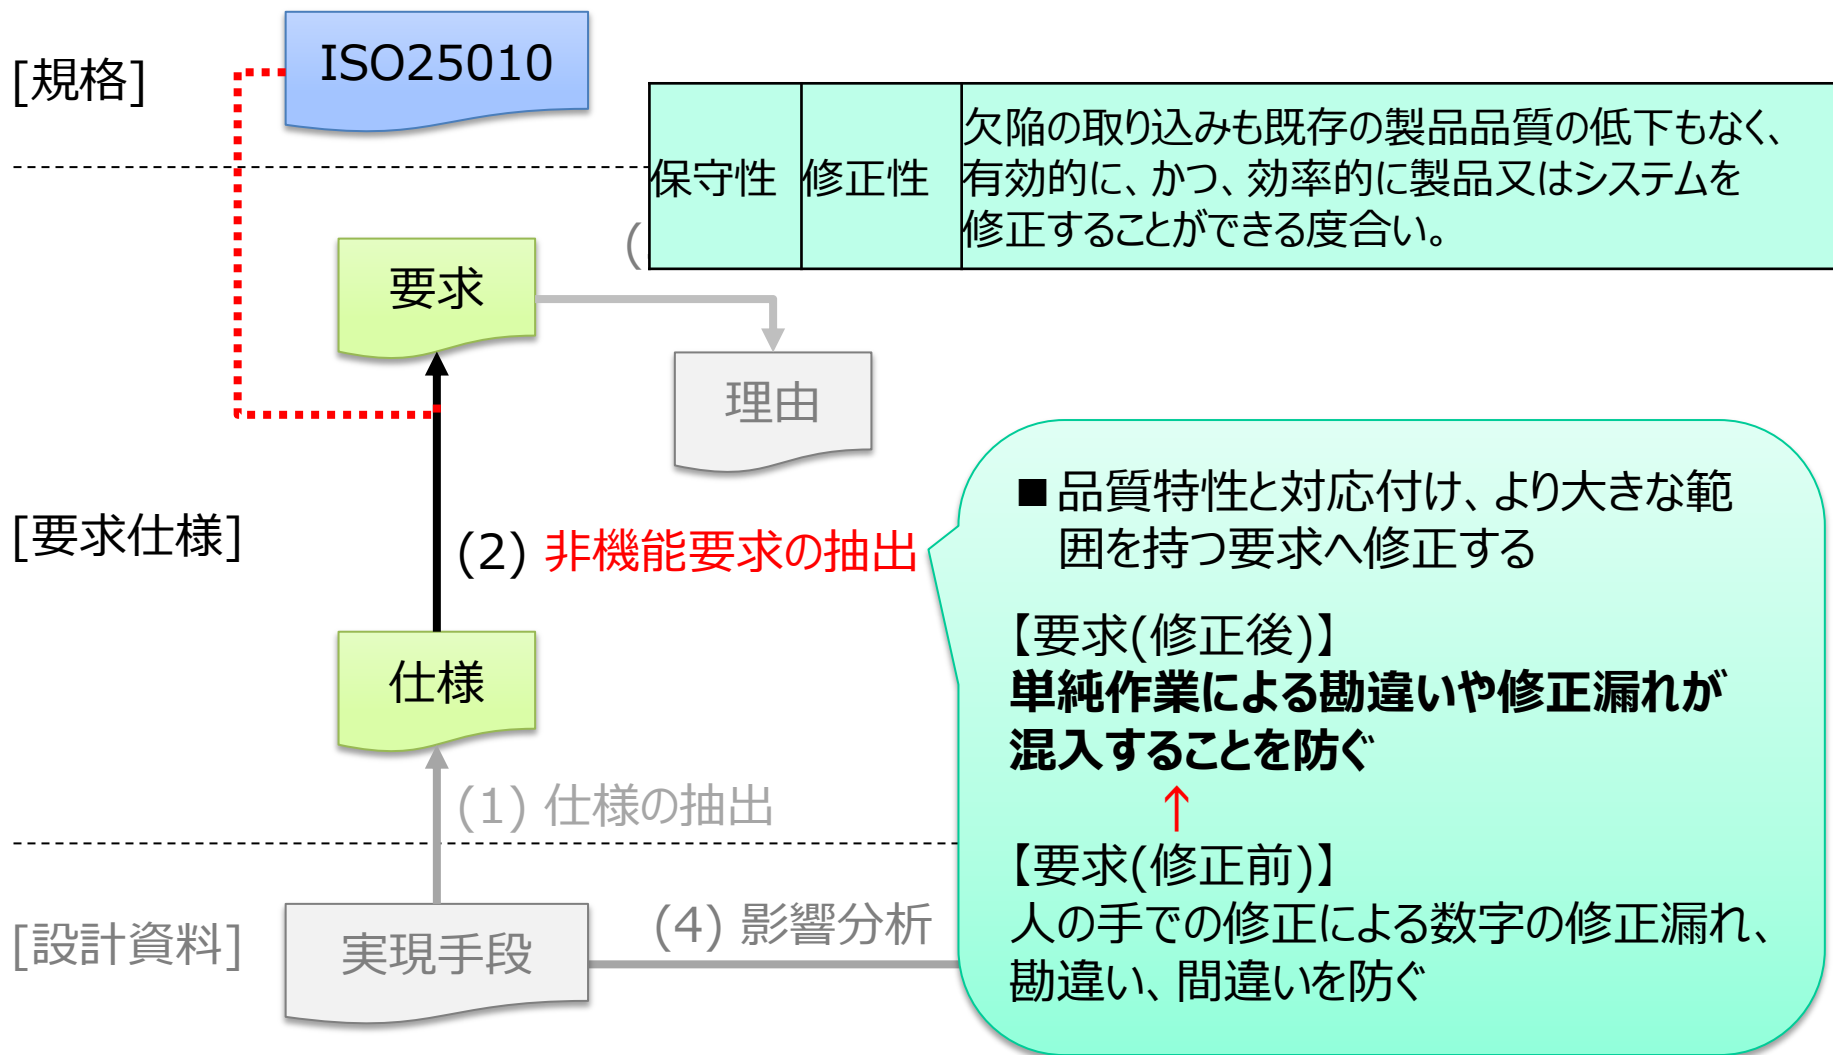 [規格]
ISO25010
保守性
修正性
欠陥の取り込みも既存の製品品質の低下もなく、
有効的に、かつ、効率的に製品又はシステムを
修正することができる度合い。
(
要求
理由
[要求仕様]
(2) 非機能要求の抽出
■品質特性と対応付け、より大きな範
囲を持つ要求へ修正する
【要求(修正後)】
単純作業による勘違いや修正漏れが
混入することを防ぐ
↑
【要求(修正前)】
人の手での修正による数字の修正漏れ、
勘違い、間違いを防ぐ
仕様
(1) 仕様の抽出
[設計資料]
実現手段
(4) 影響分析